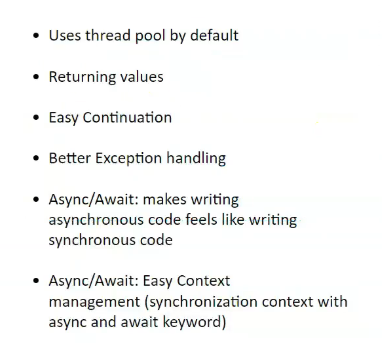 • Uses thread pool by default
• Returning values
• Easy Continuation
• Better Exception handling
• Async/Await: makes writing
asynchronous code feels like writing
synchronous code
• Async/Await: Easy Context
management (synchronization context with
async and await keyword)